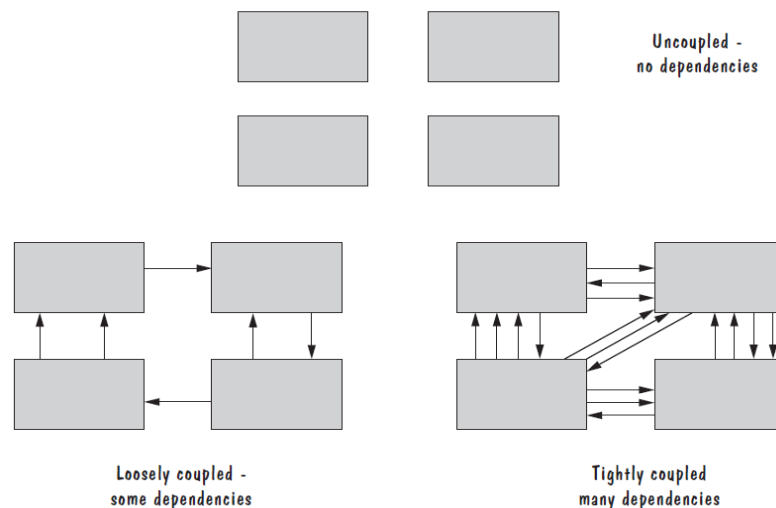 Uncoupled -
no dependencies
Loosely coupled -
some dependencies
Tightly coupled
many dependencies